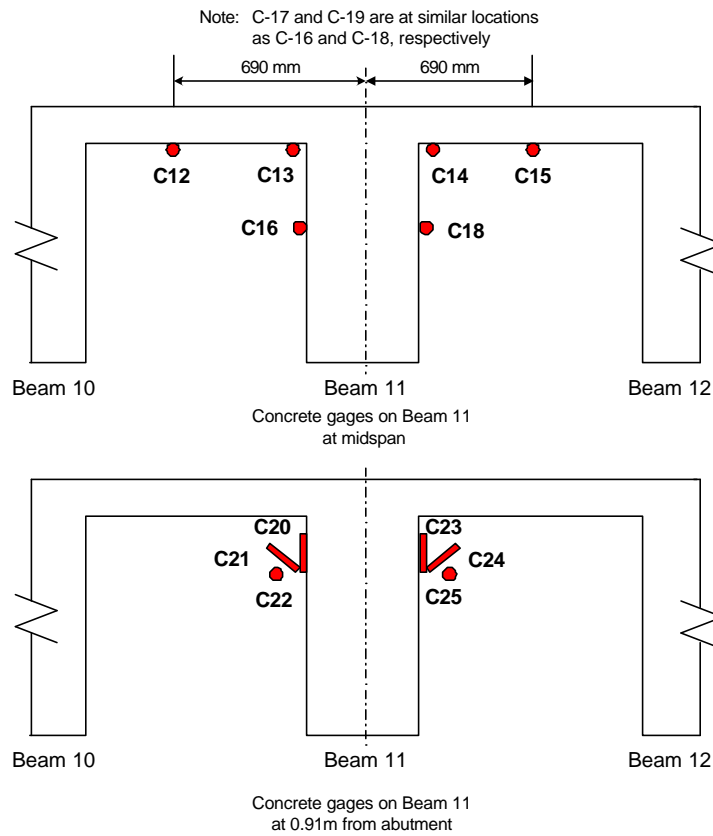 Note: C-17 and C-19 are at similar locations
as C-16 and C-18, respectively
690 mm 690 mm
C12 C13 C14 C15
C16 C18
Beam 10 Beam 11 Beam 12
Concrete gages on Beam 11
at midspan
C20 C23
C21 C24
C22 C25
Beam 10 Beam 11 Beam 12
Concrete gages on Beam 11
at 0.91m from abutment